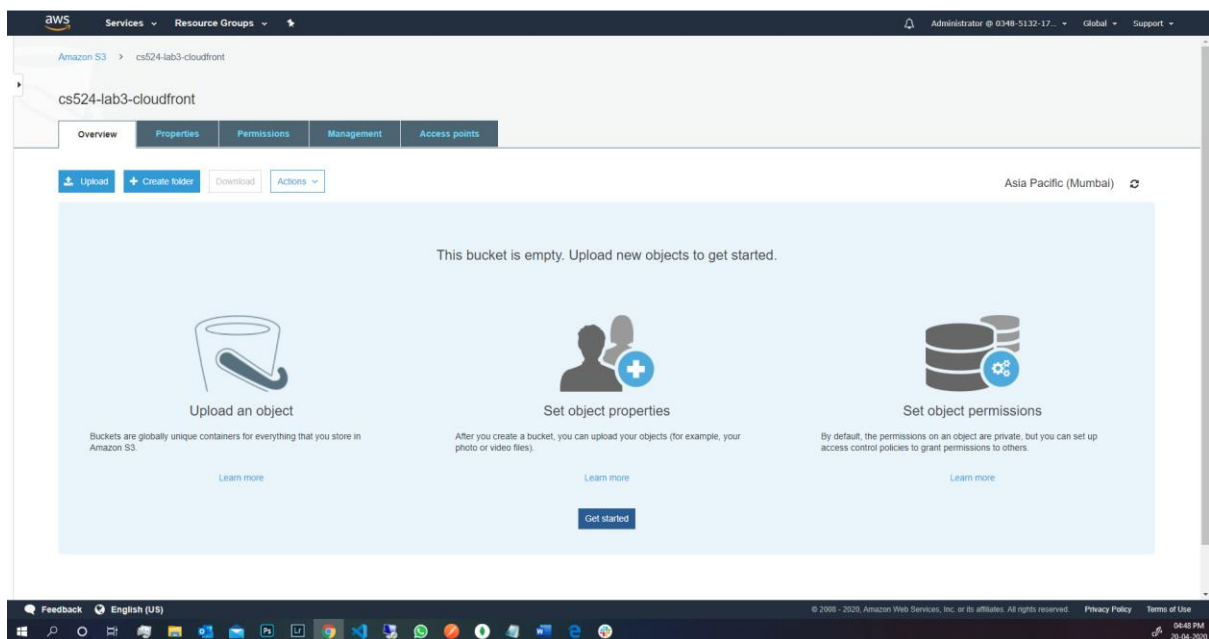 aws Services Resource Groups Administrator @ 0348-5132-17... Global Support
Amazon S3 > cs524-lab3-cloudfront
cs524-lab3-cloudfront
Overview Properties Permissions Management Access points
Upload + Create folder Download Actions Asia Pacific (Mumbai)
This bucket is empty. Upload new objects to get started.
Upload an object
Buckets are globally unique containers for everything that you store in
Amazon S3.
Learn more
Set object properties
After you create a bucket, you can upload your objects (for example, your
photo or video files).
Learn more
Set object permissions
By default, the permissions on an object are private, but you can set up
access control policies to grant permissions to others.
Learn more
Get started
Feedback English (US) © 2008 - 2020, Amazon Web Services, Inc. or its affiliates. All rights reserved. Privacy Policy Terms of Use
Ps Lr
04:48 PM
20-04-2020